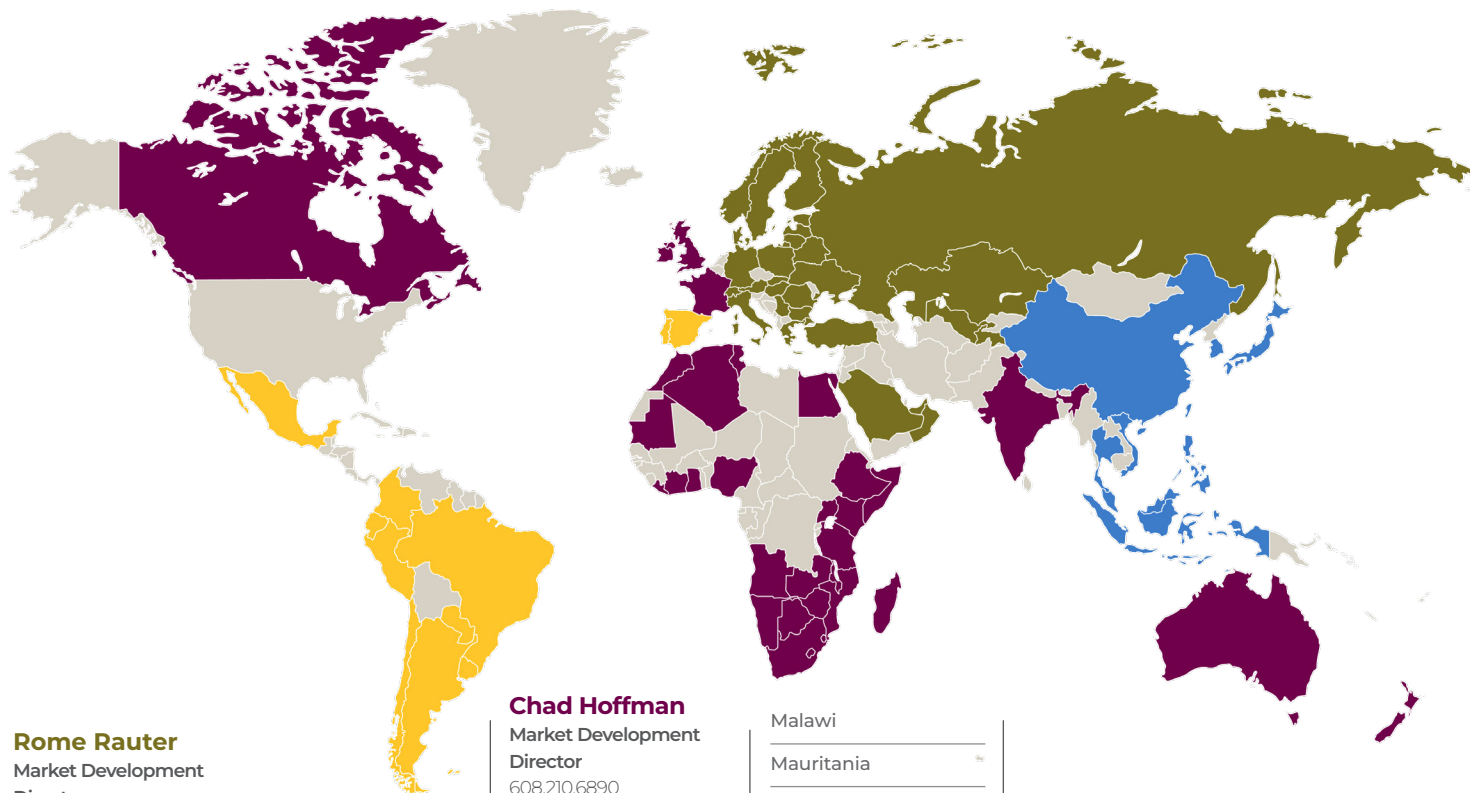 Rome Rauter
Market Development
Chad Hoffman
Market Development
Director
608.210.6890
Malawi
Mauritania